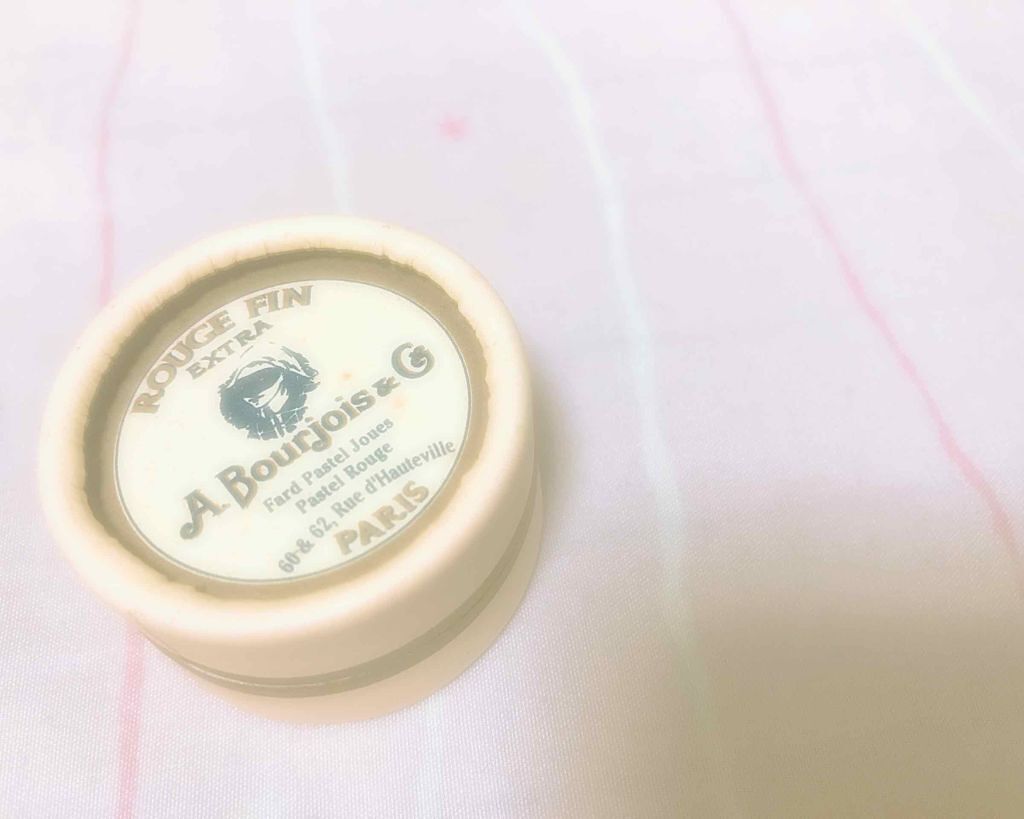 ROUGE FIN
EXTRA
A. Bourjois & Cie
Fard Pastel Joues
Pastel Rouge
60 & 62, Rue d'Hauteville
PARIS